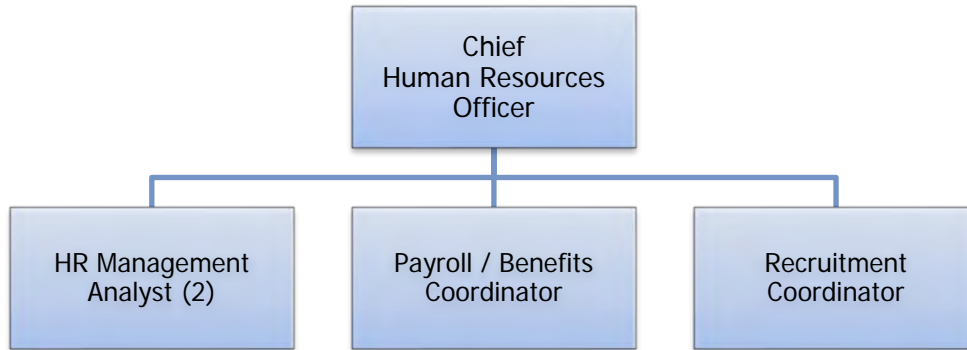 Chief
Human Resources
Officer
HR Management
Analyst (2)
Payroll / Benefits
Coordinator
Recruitment
Coordinator